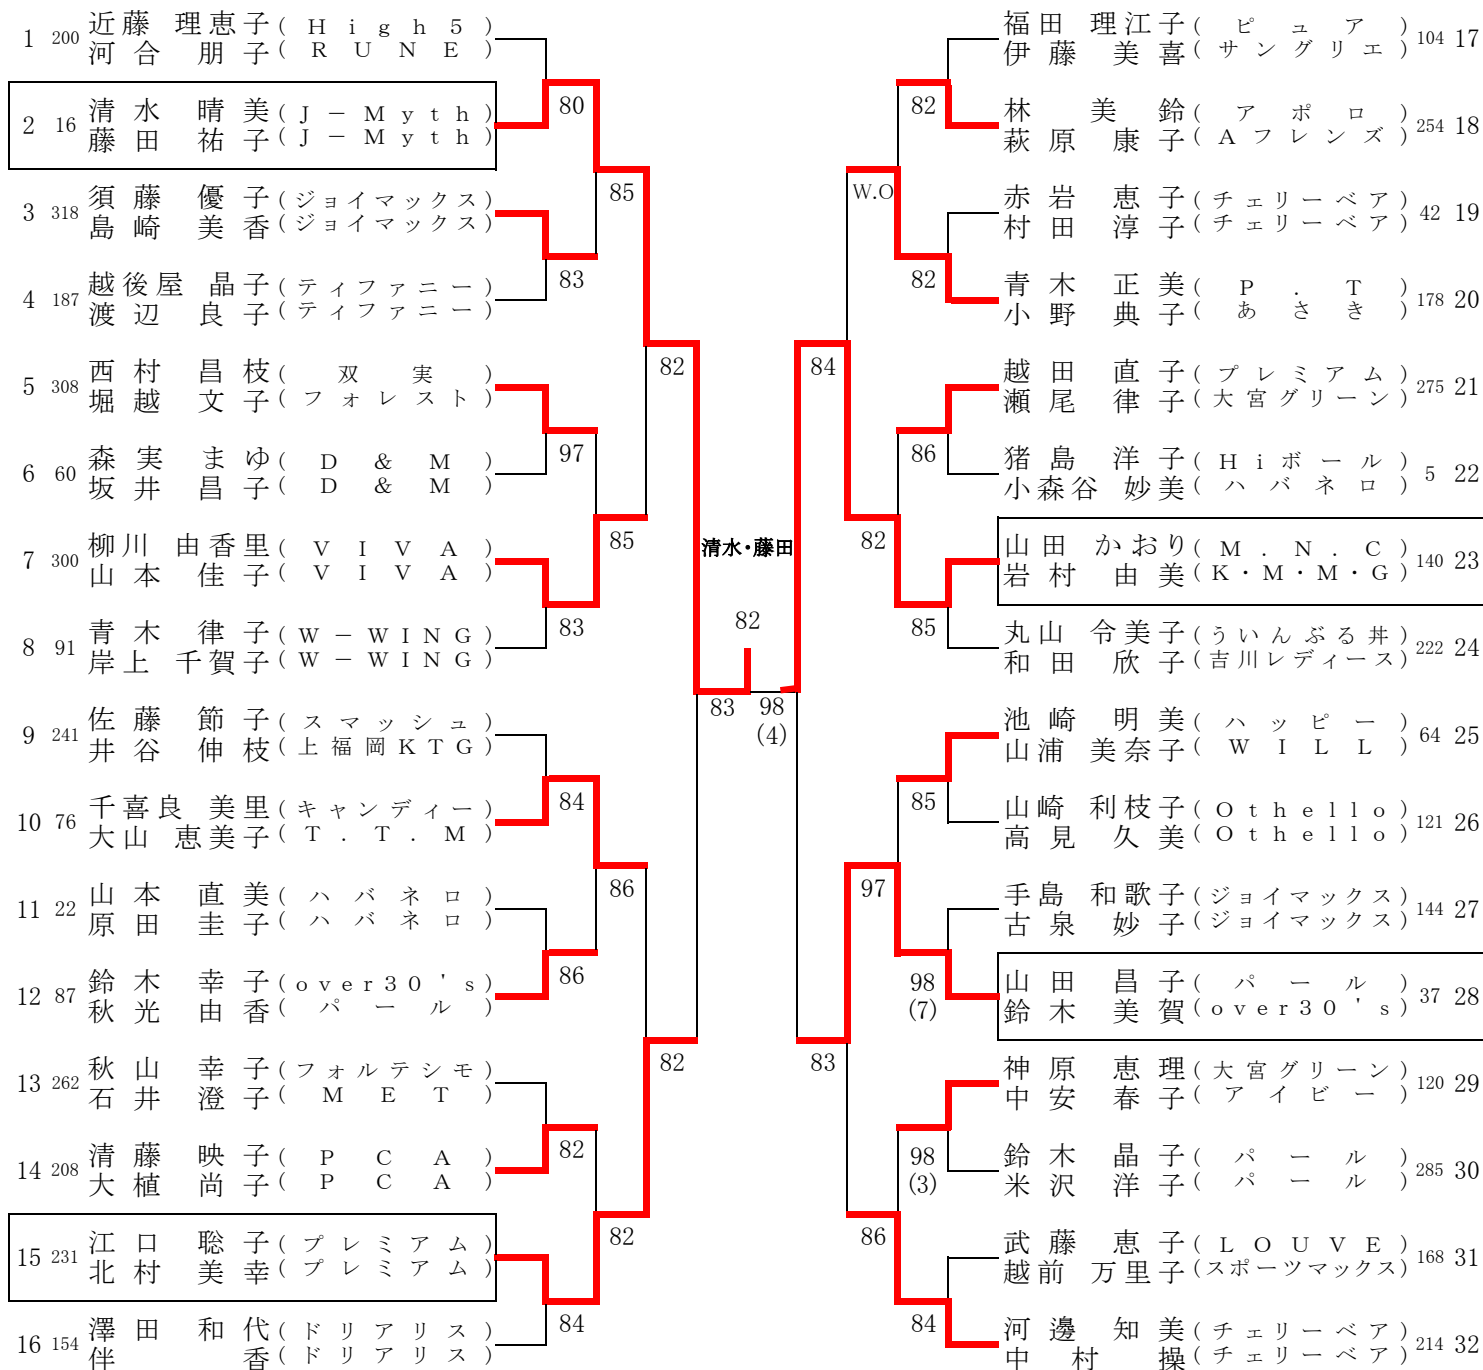 1 200 近藤 理恵子 (High5)
河合 朋子 (RUNE)
2 16 清水 晴美 (J－Myth)
藤田 祐子 (J－Myth)
3 318 須藤 優子 (ジョイマックス)
島崎 美香 (ジョイマックス)
4 187 越後屋 晶子 (ティファニー)
渡辺 良子 (ティファニー)
5 308 西村 昌枝 (双実)
堀越 文子 (フォレスト)
6 60 森実 まゆ (D&M)
坂井 昌子 (D&M)
7 300 柳川 由香里 (VIVA)
山本 佳子 (VIVA)
8 91 青木 律子 (W－WING)
岸上 千賀子 (W－WING)
9 241 佐藤 節子 (スマッシュ)
井谷 伸枝 (上福岡KTG)
10 76 千喜良 美里 (キャンディー)
大山 恵美子 (T.T.M)
11 22 山本 直美 (ハバネロ)
原田 圭子 (ハバネロ)
12 87 鈴木 幸子 (over30's)
秋光 由香 (パール)
13 262 秋山 幸子 (フォルテシモ)
石井 澄子 (MET)
14 208 清藤 映子 (PCA)
大植 尚子 (PCA)
15 231 江口 聡子 (プレミアム)
北村 美幸 (プレミアム)
16 154 澤田 和代 (ドリアリス)
伴 香 (ドリアリス)
80
83
97
83
84
86
82
84
85
85
86
82
82
82
83
清水・藤田
82
98
(4)
84
83
W.O
82
97
86
82
82
86
85
85
98
(7)
98
(3)
84
福田 理江子 (ピュア) 104 17
伊藤 美喜 (サングリエ)
林 美鈴 (アポロ) 254 18
萩原 康子 (Aフレンズ)
赤岩 恵子 (チェリーベア) 42 19
村田 淳子 (チェリーベア)
青木 正美 (P.T) 178 20
小野 典子 (あさき)
越田 直子 (プレミアム) 275 21
瀬尾 律子 (大宮グリーン)
猪島 洋子 (Hiボール) 5 22
小森谷 妙美 (ハバネロ)
山田 かおり (M.N.C) 140 23
岩村 由美 (K・M・M・G)
丸山 令美子 (ういんぶる丼) 222 24
和田 欣子 (吉川レディース)
池崎 明美 (ハッピー) 64 25
山浦 美奈子 (WILL)
山崎 利枝子 (Othello) 121 26
高見 久美 (Othello)
手島 和歌子 (ジョイマックス) 144 27
古泉 妙子 (ジョイマックス)
山田 昌子 (パール) 37 28
鈴木 美賀 (over30's)
神原 恵理 (大宮グリーン) 120 29
中安 春子 (アイビー)
鈴木 晶子 (パール) 285 30
米沢 洋子 (パール)
武藤 恵子 (LOUVE) 168 31
越前 万里子 (スポーツマックス)
河邊 知美 (チェリーベア) 214 32
中村 操 (チェリーベア)